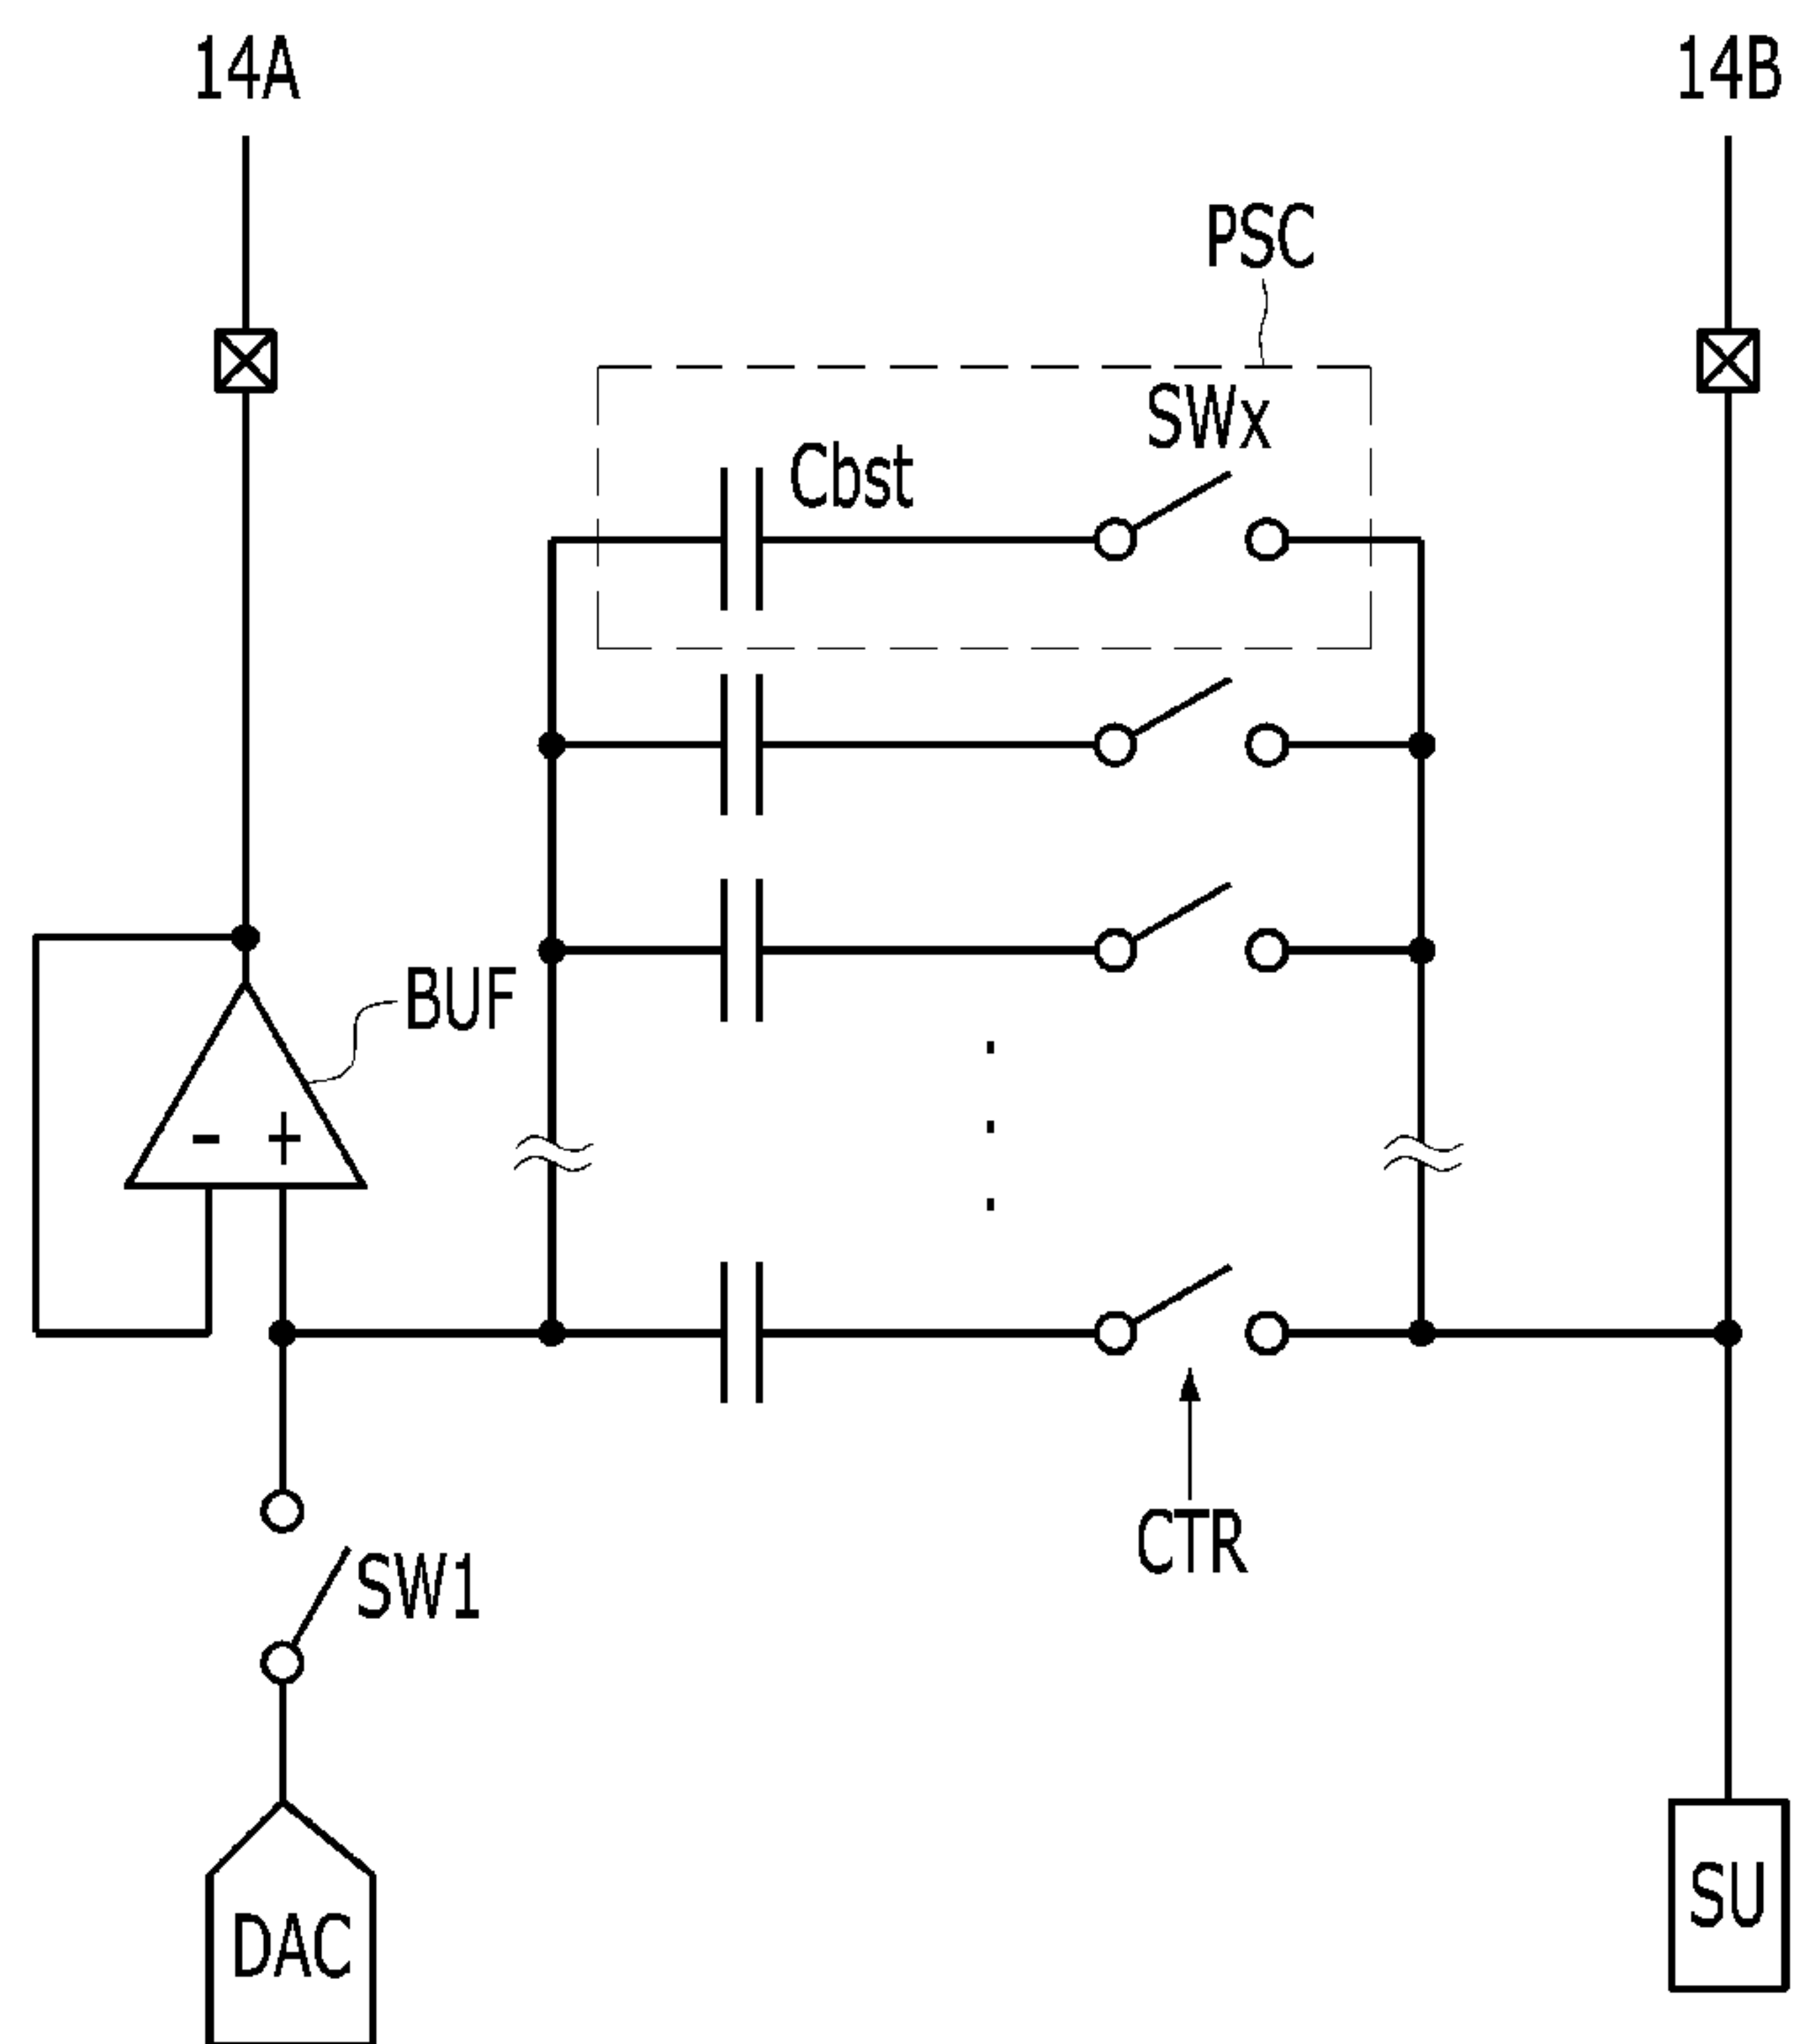 14A
14B
PSC
SWx
Cbst
BUF
- +
CTR
SW1
SU
DAC